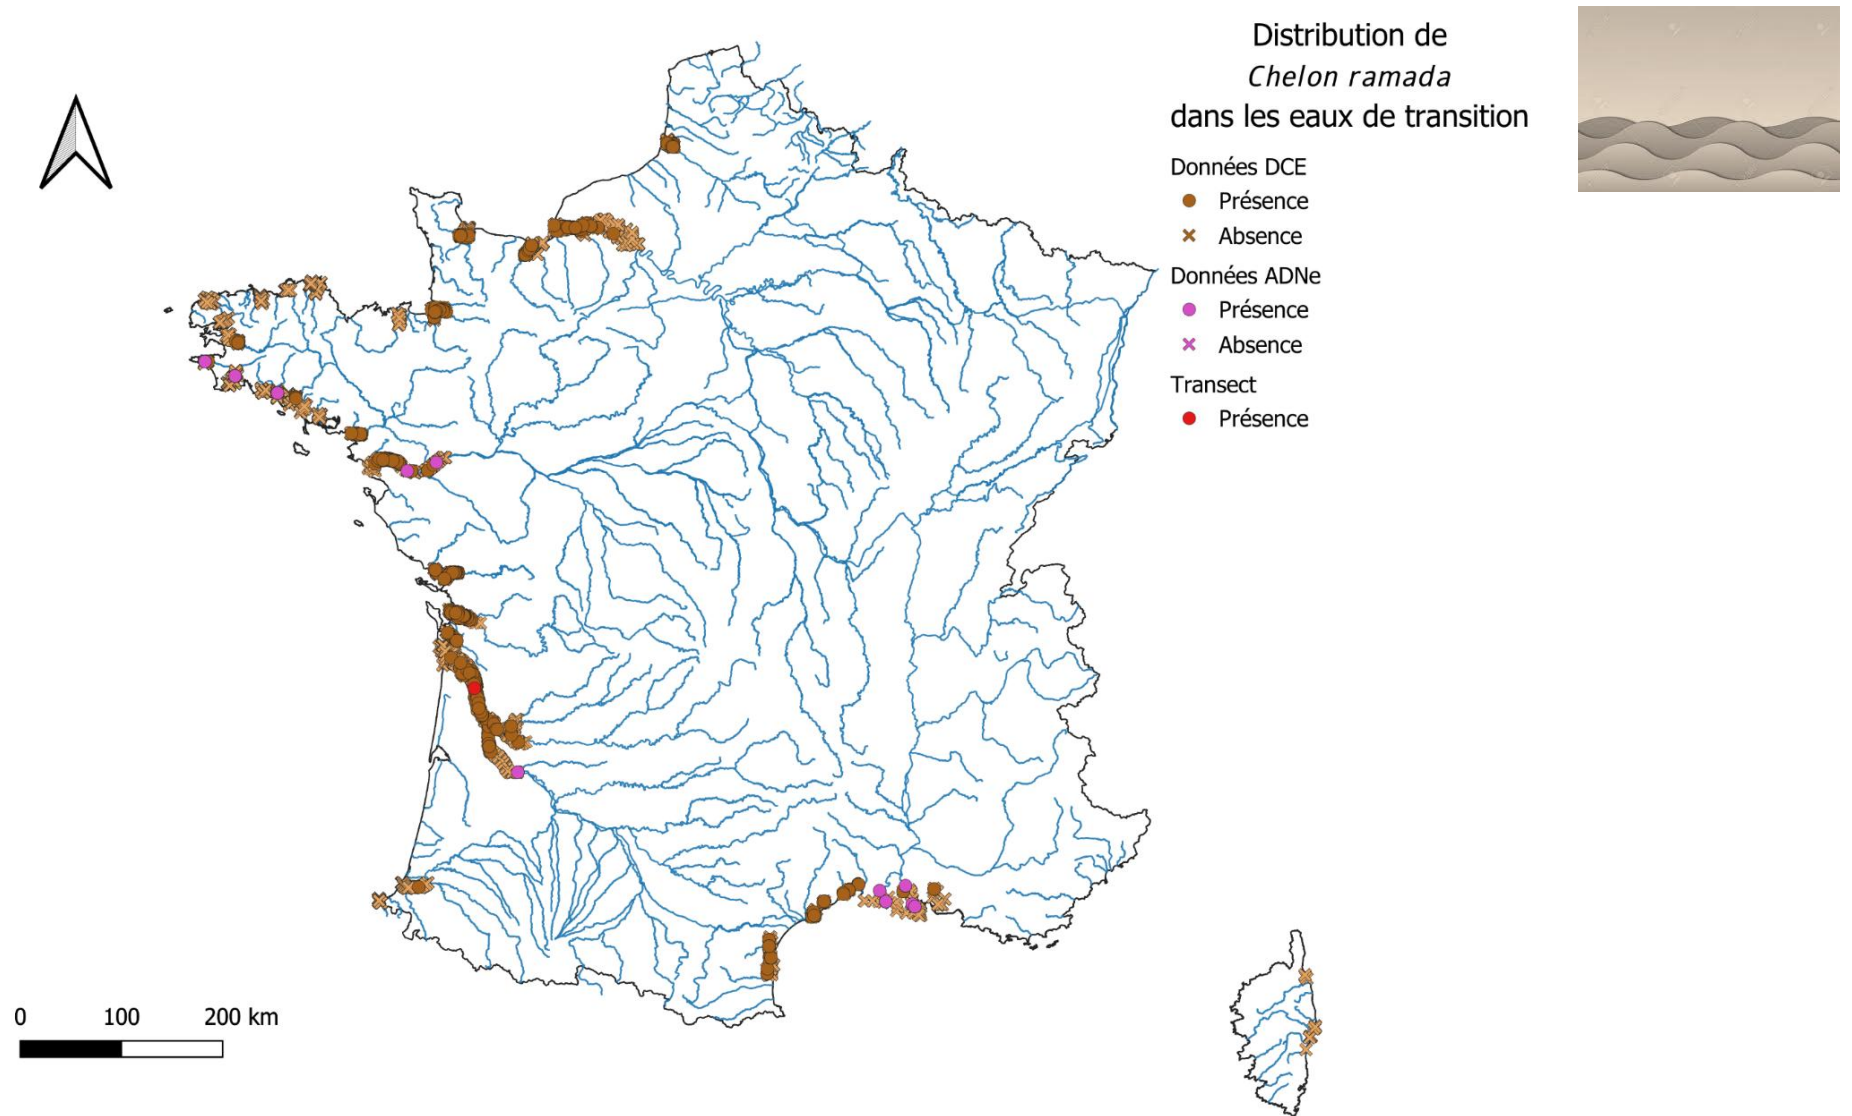 Distribution de
Chelon ramada
dans les eaux de transition
Données DCE
Présence
Absence
Données ADNe
Présence
Absence
Transect
Présence
0 100 200 km